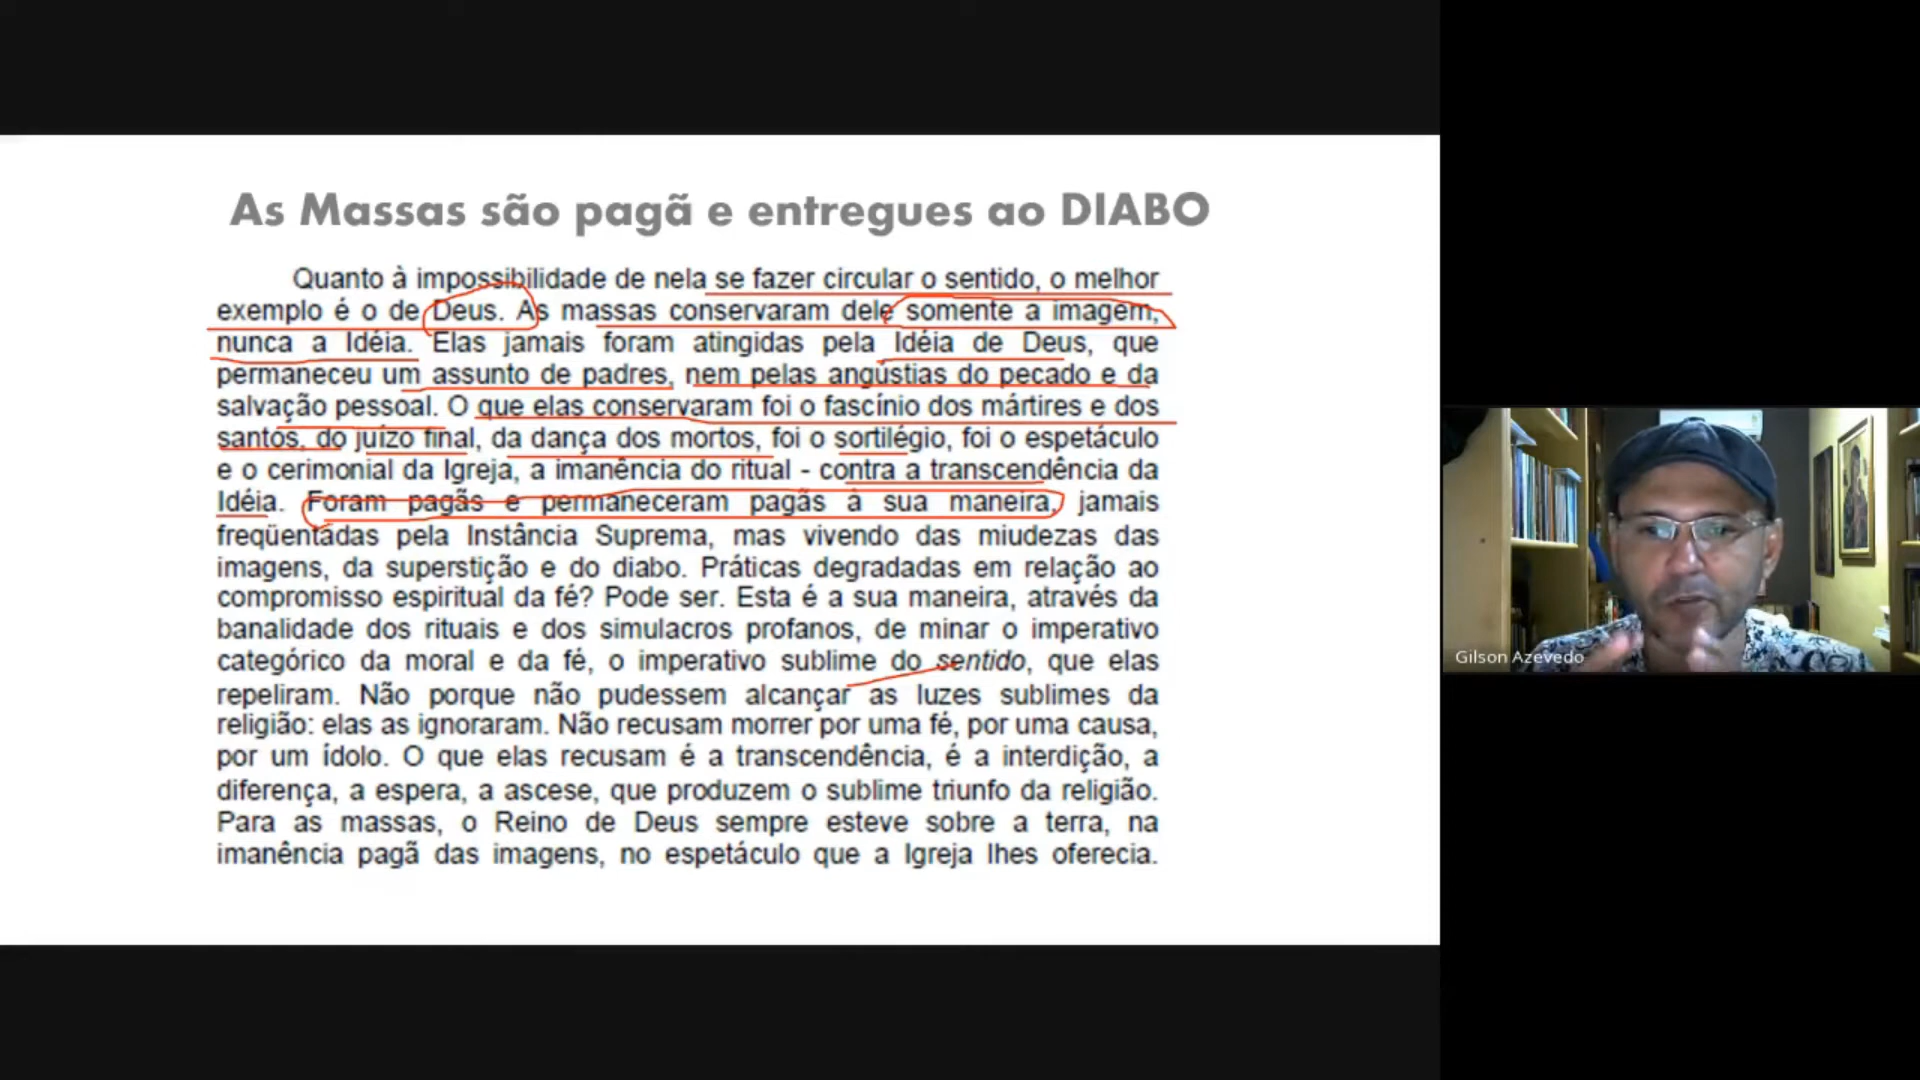 As Massas são pagã e entregues ao DIABO
Quanto à impossibilidade de nela se fazer circular o sentido, o melhor
exemplo é o de Deus. As massas conservaram dele somente a imagem,
nunca a Idéia. Elas jamais foram atingidas pela Idéia de Deus, que
permaneceu um assunto de padres, nem pelas angústias do pecado e da
salvação pessoal. O que elas conservaram foi o fascínio dos mártires e dos
santos, do juízo final, da dança dos mortos, foi o sortilégio, foi o espetáculo
e o cerimonial da Igreja, a imanência do ritual - contra a transcendência da
Idéia. Foram pagãs e permaneceram pagãs à sua maneira, jamais
freqüentadas pela Instância Suprema, mas vivendo das miudezas das
imagens, da superstição e do diabo. Práticas degradadas em relação ao
compromisso espiritual da fé? Pode ser. Esta é a sua maneira, através da
banalidade dos rituais e dos simulacros profanos, de minar o imperativo
categórico da moral e da fé, o imperativo sublime do sentido, que elas
repeliram. Não porque não pudessem alcançar as luzes sublimes da
religião: elas as ignoraram. Não recusam morrer por uma fé, por uma causa,
por um ídolo. O que elas recusam é a transcendência, é a interdição, a
diferença, a espera, a ascese, que produzem o sublime triunfo da religião.
Para as massas, o Reino de Deus sempre esteve sobre a terra, na
imanência pagã das imagens, no espetáculo que a Igreja lhes oferecia.
Gilson Azevedo